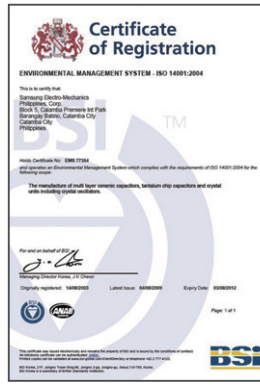 Certificate
of Registration
ENVIRONMENTAL MANAGEMENT SYSTEM - ISO 14001:2004
This is to certify that:
Samsung Electro-Mechanics
Philippines, Corp.
Block 5, Calamba Premiere Int Park
Barangay Batino, Calamba City
Calamba City
Philippines
BSI
TM
Holds Certificate No: EMS 77354
and operates an Environmental Management System which complies with the requirements of ISO 14001:2004 for the
following scope:
The manufacture of multi layer ceramic capacitors, tantalum chip capacitors and crystal
units including crystal oscillators.
For and on behalf of BSI:
Managing Director Korea, J K Cheon
Originally registered: 14/08/2003
Latest Issue: 04/08/2009
Expiry Date: 03/08/2012
ANAB
Page: 1 of 1
BSI